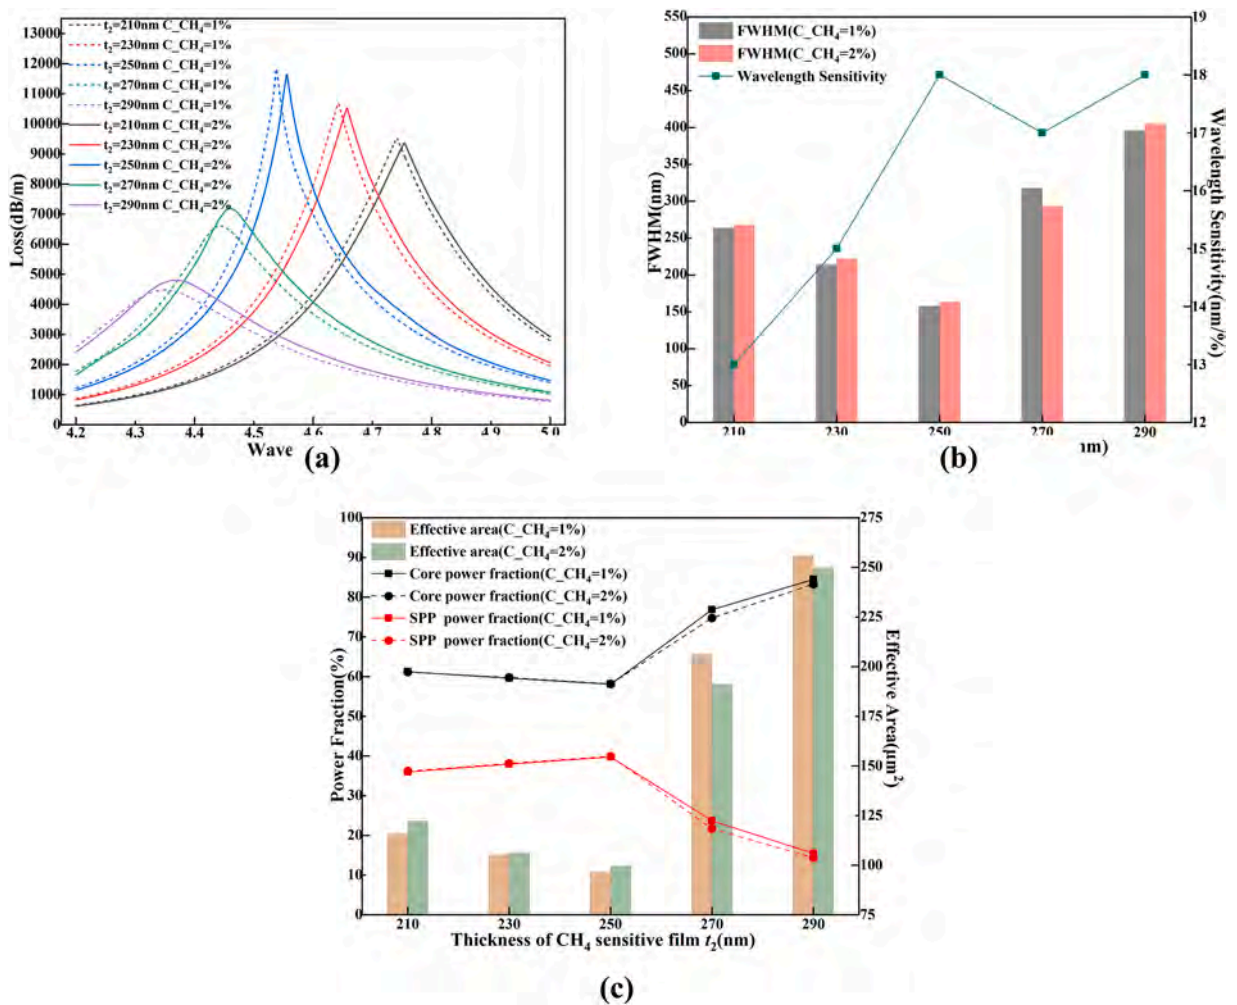 13000
12000
11000
10000
9000
8000
7000
6000
5000
4000
3000
2000
1000
0
Loss(dB/m)
t₂=210nm C_CH₄=1%
t₂=230nm C_CH₄=1%
t₂=250nm C_CH₄=1%
t₂=270nm C_CH₄=1%
t₂=290nm C_CH₄=1%
t₂=210nm C_CH₄=2%
t₂=230nm C_CH₄=2%
t₂=250nm C_CH₄=2%
t₂=270nm C_CH₄=2%
t₂=290nm C_CH₄=2%
4.2 4.3 4.4 4.5 4.6 4.7 4.8 4.9 5.0
Wave
(a)
550
500
450
400
350
300
250
200
150
100
50
0
FWHM(nm)
FWHM(C_CH₄=1%)
FWHM(C_CH₄=2%)
Wavelength Sensitivity
19
18
17
16
15
14
13
12
Wavelength Sensitivity(nm/%)
210 230 250 270 290
nm)
(b)
100
90
80
70
60
50
40
30
20
10
0
Power Fraction(%)
Effective area(C_CH₄=1%)
Effective area(C_CH₄=2%)
Core power fraction(C_CH₄=1%)
Core power fraction(C_CH₄=2%)
SPP power fraction(C_CH₄=1%)
SPP power fraction(C_CH₄=2%)
275
250
225
200
175
150
125
100
75
Effective Area(μm²)
210 230 250 270 290
Thickness of CH₄ sensitive film t₂(nm)
(c)